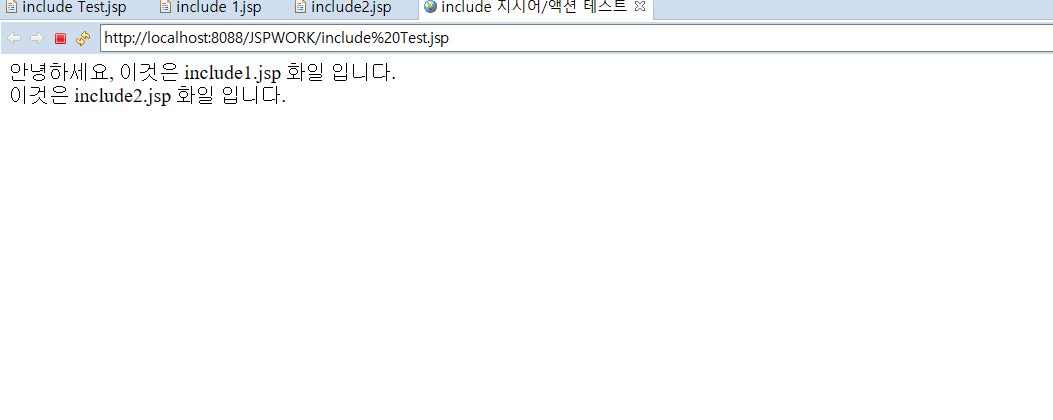 include Test.jsp include 1.jsp include2.jsp include 지시어/액션 테스트
http://localhost:8088/JSPWORK/include%20Test.jsp
안녕하세요, 이것은 include1.jsp 화일 입니다.
이것은 include2.jsp 화일 입니다.